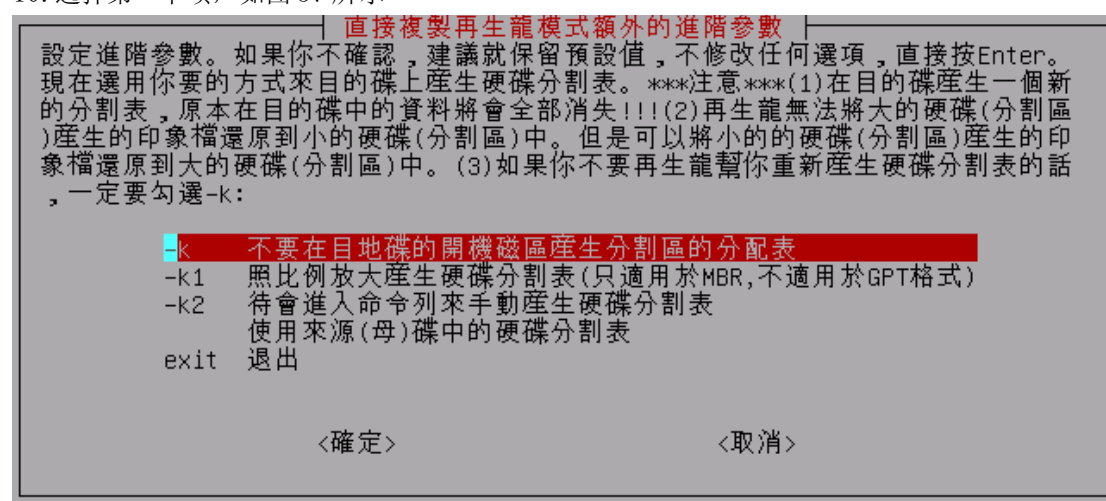 直接複製再生龍模式額外的進階參數
設定進階參數。如果你不確認,建議就保留預設值,不修改任何選項,直接按Enter。
現在選用你要的方式來目的碟上產生硬碟分割表。***注意***(1)在目的碟產生一個新
的分割表,原本在目的碟中的資料將會全部消失!!!(2)再生龍無法將大的硬碟(分割區
)產生的印象檔還原到小的硬碟(分割區)中。但是可以將小的的硬碟(分割區)產生的印
象檔還原到大的硬碟(分割區)中。(3)如果你不要再生龍幫你重新產生硬碟分割表的話
,一定要勾選-k:
-k 不要在目地碟的開機磁區產生分割區的分配表
-k1 照比例放大產生硬碟分割表(只適用於MBR,不適用於GPT格式)
-k2 待會進入命令列來手動產生硬碟分割表
使用來源(母)碟中的硬碟分割表
exit 退出
<確定> <取消>